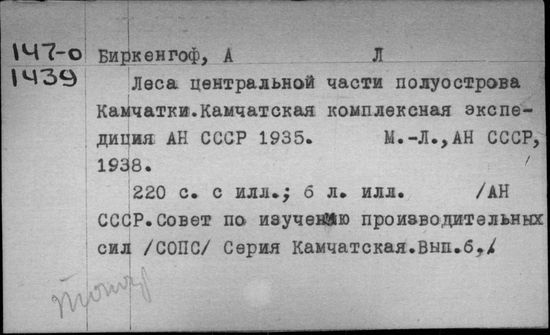 147-0 Биркенгоф, А Л
1439
Леса центральной части полуострова
Камчатки.Камчатская комплексная экспе-
диция АН СССР 1935. М.-Л.,АН СССР,
1938.
220 с. с илл.; 6 л. илл. /АН
СССР.Совет по изучению производительных
сил /СОПС/ Серия Камчатская.Вып.6,/